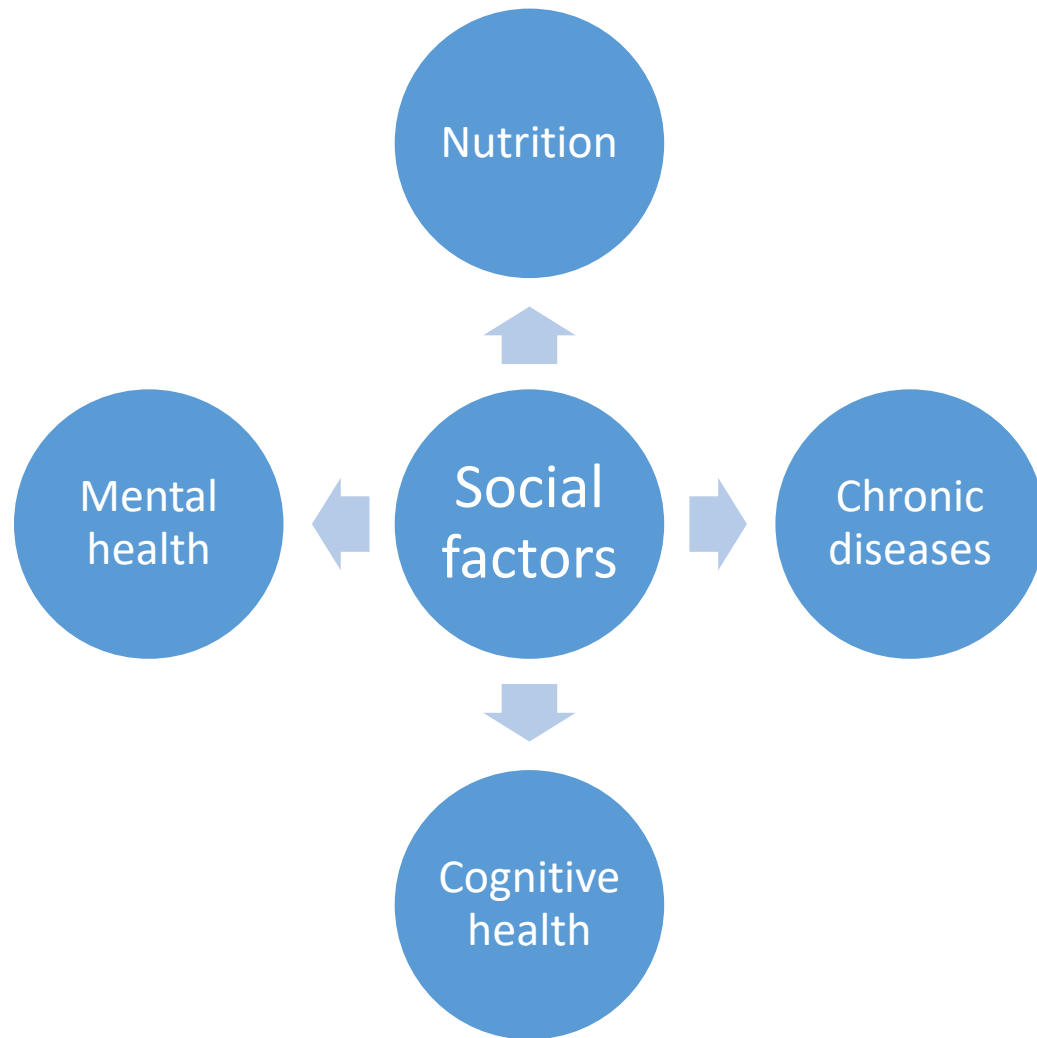 Nutrition
Mental
health
Social
factors
Chronic
diseases
Cognitive
health